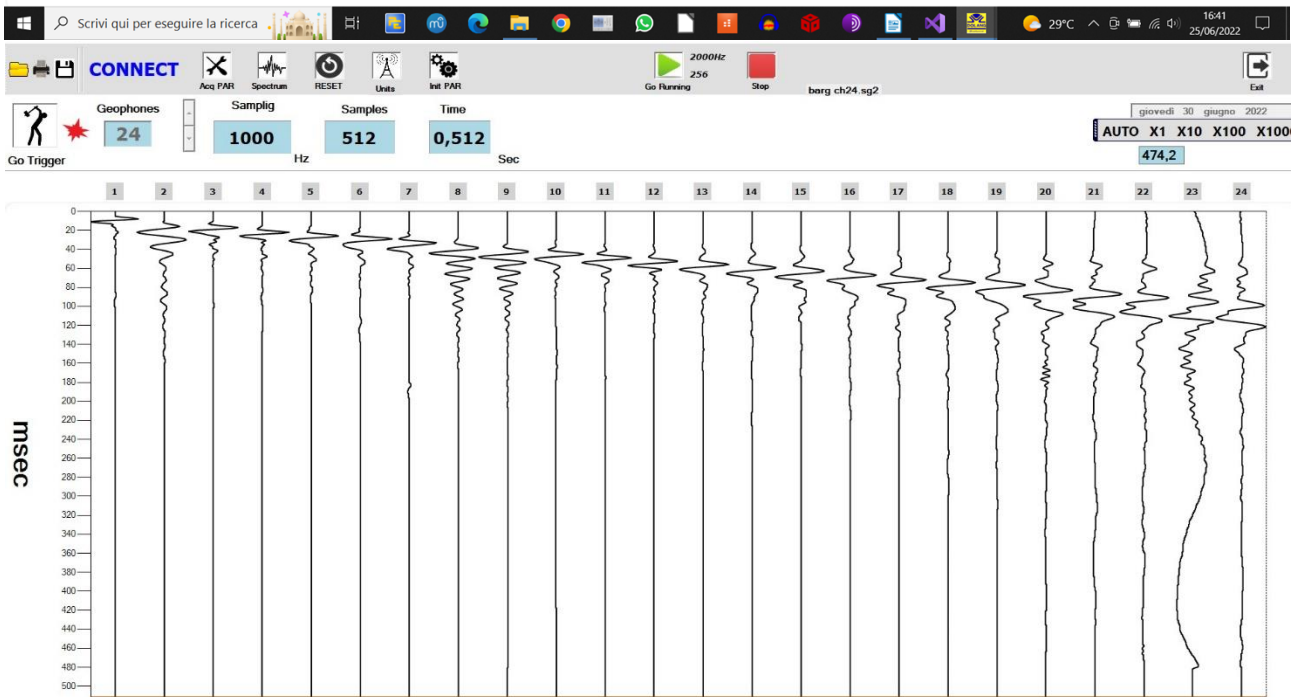 Scrivi qui per eseguire la ricerca
29°C
16:41
25/06/2022
CONNECT
Acq PAR
Spectrum
RESET
Units
Init PAR
Go Running
2000Hz
256
Stop
barg ch24.sg2
Exit
Go Trigger
Geophones
24
Samplig
1000
Hz
Samples
512
Time
0,512
Sec
giovedì 30 giugno 2022
AUTO X1 X10 X100 X1000
474,2
1 2 3 4 5 6 7 8 9 10 11 12 13 14 15 16 17 18 19 20 21 22 23 24
msec
0
20
40
60
80
100
120
140
160
180
200
220
240
260
280
300
320
340
360
380
400
420
440
460
480
500